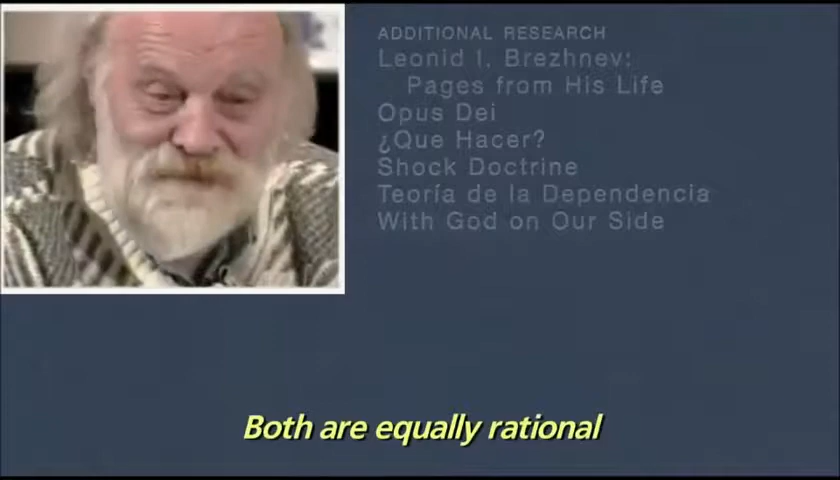 ADDITIONAL RESEARCH
Leonid I. Brezhnev:
Pages from His Life
Opus Dei
¿Que Hacer?
Shock Doctrine
Teoría de la Dependencia
With God on Our Side
Both are equally rational